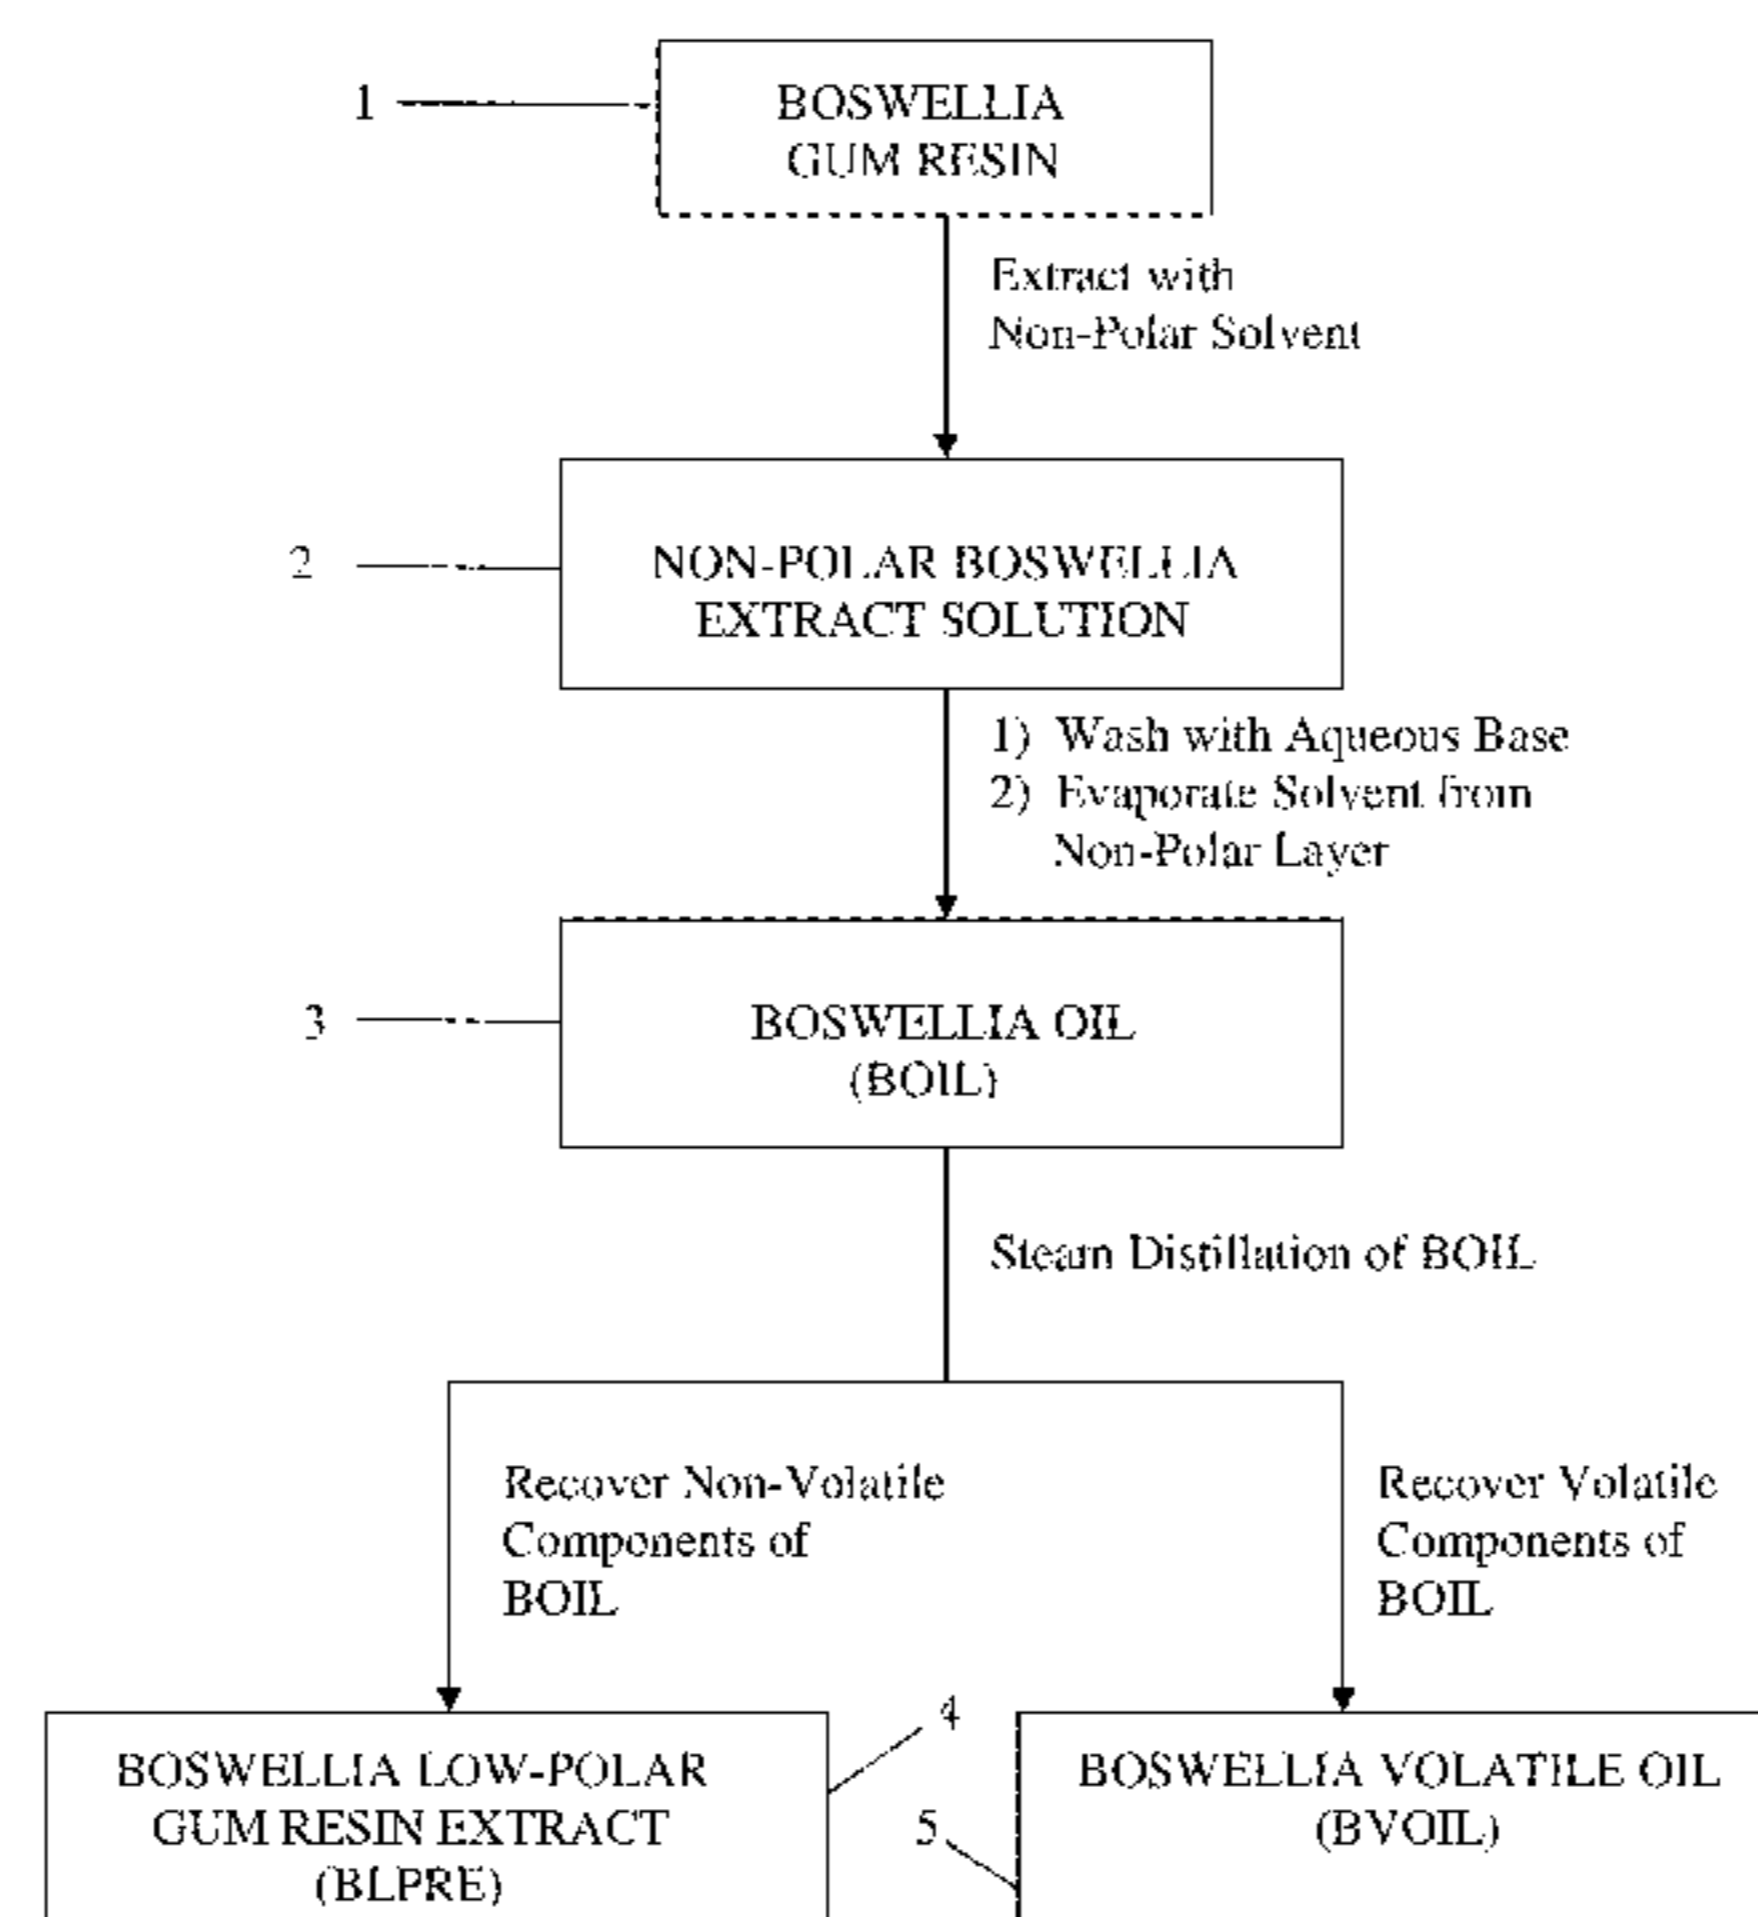 1
BOSWELLIA
GUM RESIN
Extract with
Non-Polar Solvent
2
NON-POLAR BOSWELLIA
EXTRACT SOLUTION
1) Wash with Aqueous Base
2) Evaporate Solvent from
Non-Polar Layer
3
BOSWELLIA OIL
(BOIL)
Steam Distillation of BOIL
Recover Non-Volatile
Components of
BOIL
Recover Volatile
Components of
BOIL
4
BOSWELLIA LOW-POLAR
GUM RESIN EXTRACT
(BLPRE)
5
BOSWELLIA VOLATILE OIL
(BVOIL)